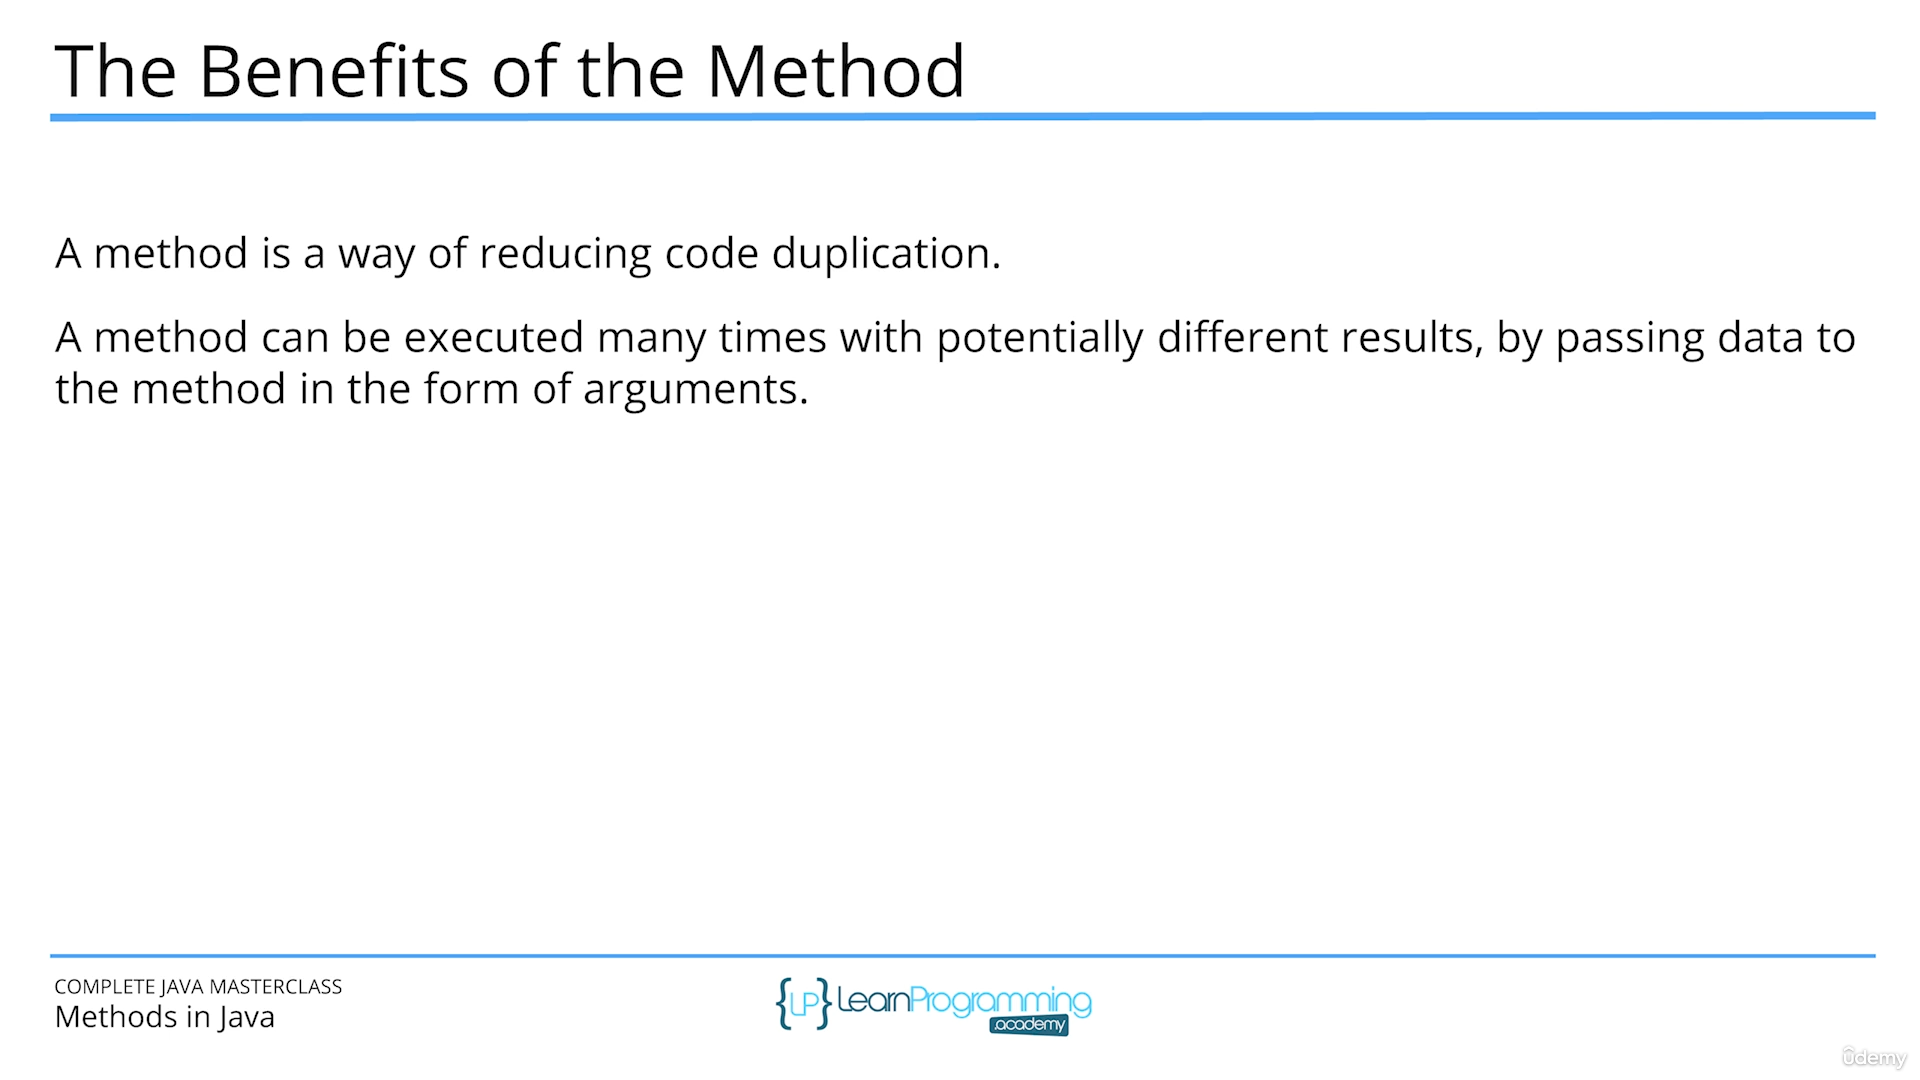 The Benefits of the Method
A method is a way of reducing code duplication.
A method can be executed many times with potentially different results, by passing data to
the method in the form of arguments.
COMPLETE JAVA MASTERCLASS
Methods in Java
{LP} LearnProgramming
.academy
udemy